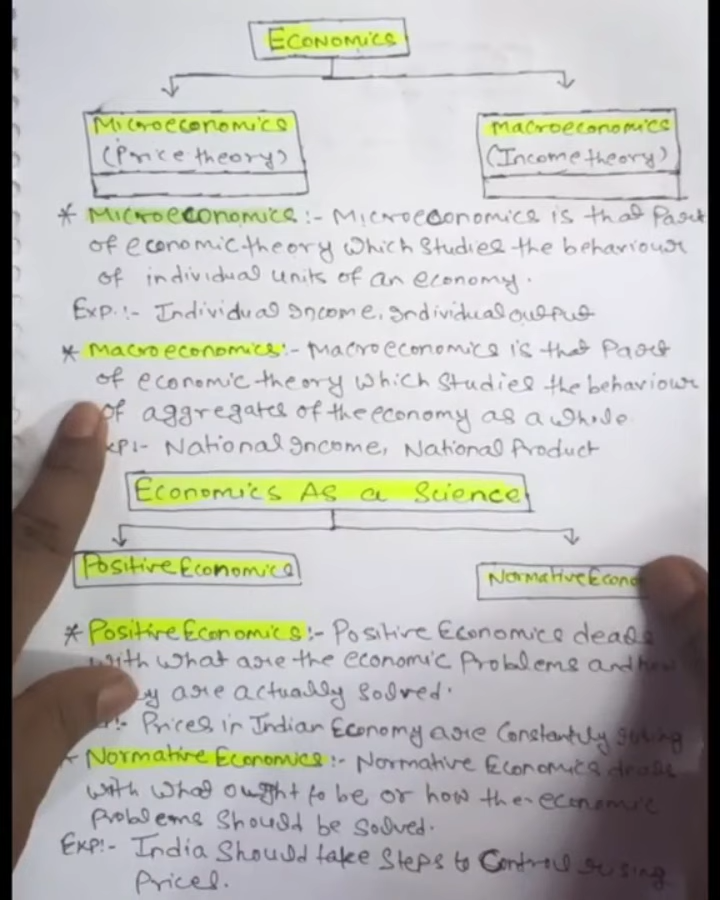 ECONOMICS
Microeconomics
(Price theory)
Macroeconomics
(Income theory)
* Microeconomics :- Microeconomics is that Part
of economic theory which studies the behaviour
of individual units of an economy.
Exp.:- Individual Income, Individual output
* Macroeconomics:- Macroeconomics is that Part
of economic theory which studies the behaviour
of aggregates of the economy as a whole.
xp:- National Income, National Product
Economics As a Science
Positive Economics
Normative Econo
* Positive Economics :- Positive Economics deals
with what are the economic Problems and
y are actually solved.
:- Prices in Indian Economy are Constantly rising
* Normative Economics :- Normative Economics deals
with what ought to be or how the economic
Problems should be solved.
Exp:- India should take steps to Control rising
Prices.